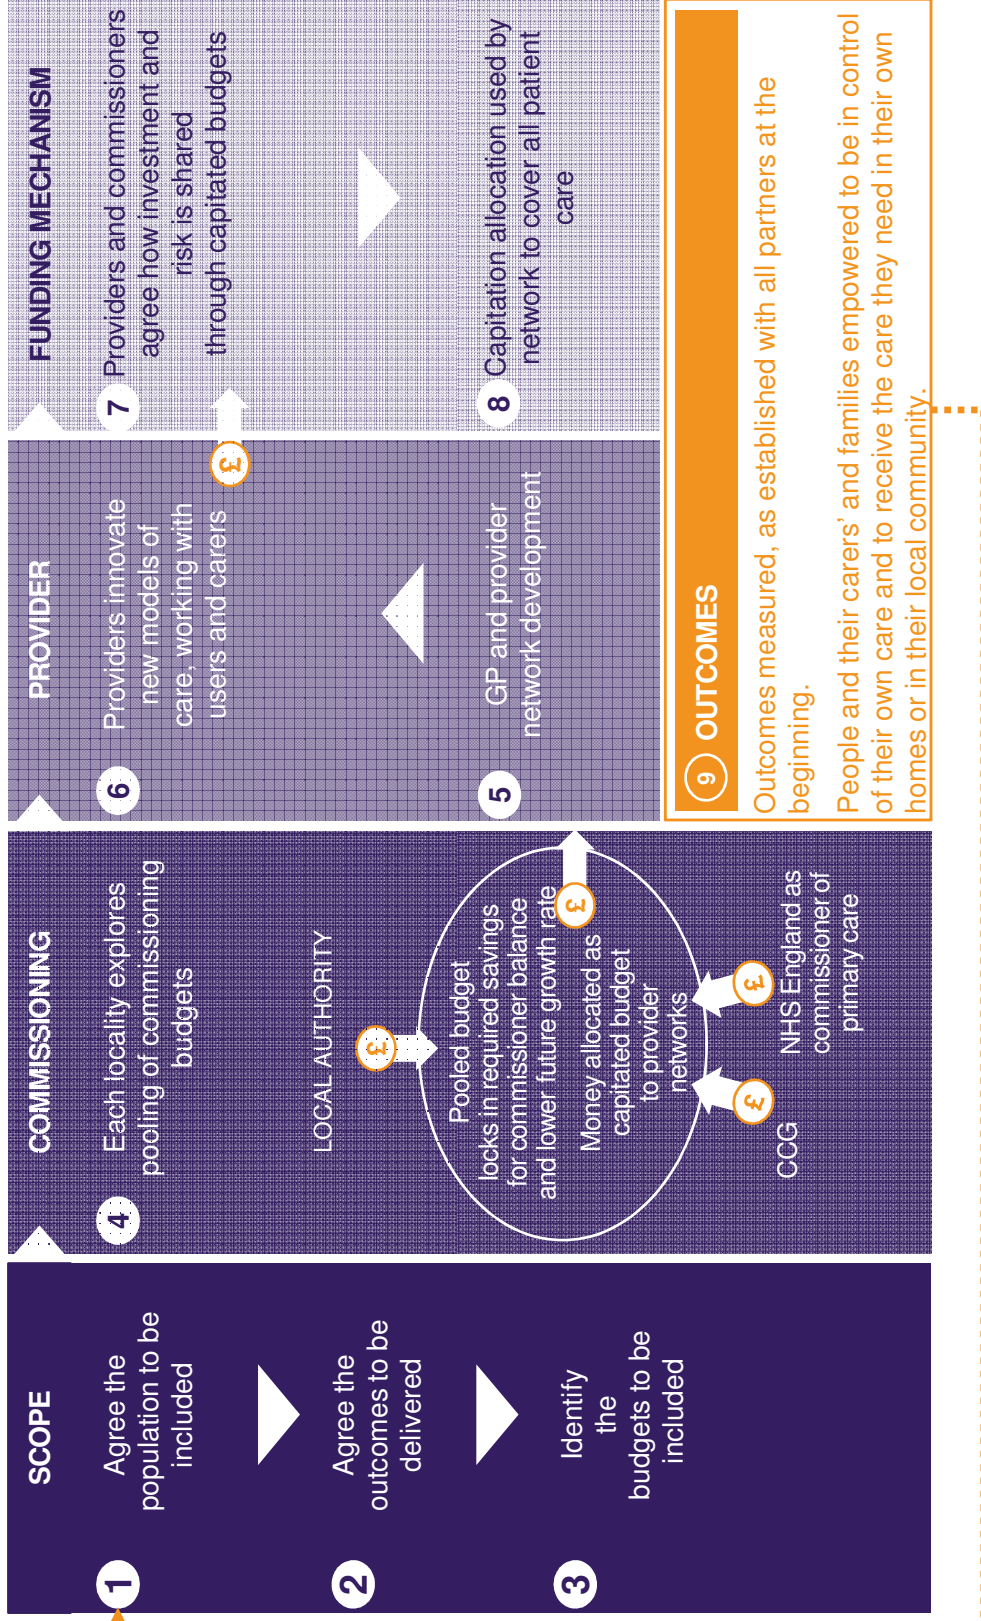 SCOPE
1
Agree the
population to be
included
2
Agree the
outcomes to be
delivered
3
Identify
the
budgets to be
included
COMMISSIONING
4
Each locality explores
pooling of commissioning
budgets
LOCAL AUTHORITY
£
Pooled budget
locks in required savings
for commissioner balance
and lower future growth rate
Money allocated as
capitated budget
to provider
networks
£
£
CCG
£
NHS England as
commissioner of
primary care
PROVIDER
6
Providers innovate
new models of
care, working with
users and carers
£
5
GP and provider
network development
FUNDING MECHANISM
7
Providers and commissioners
agree how investment and
risk is shared
through capitated budgets
8
Capitation allocation used by
network to cover all patient
care
9 OUTCOMES
Outcomes measured, as established with all partners at the
beginning.
People and their carers’ and families empowered to be in control
of their own care and to receive the care they need in their own
homes or in their local community.